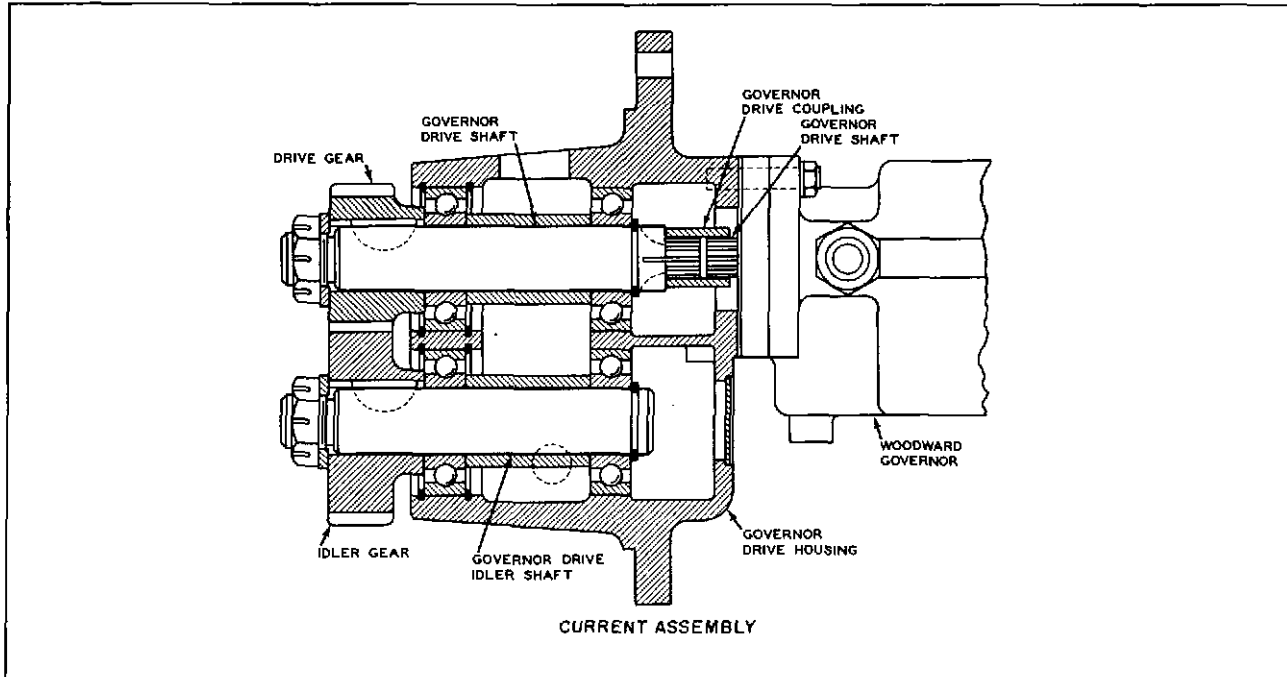 GOVERNOR
DRIVE COUPLING
GOVERNOR
DRIVE SHAFT
GOVERNOR
DRIVE SHAFT
DRIVE GEAR
WOODWARD
GOVERNOR
GOVERNOR
DRIVE HOUSING
IDLER GEAR
GOVERNOR DRIVE
IDLER SHAFT
CURRENT ASSEMBLY